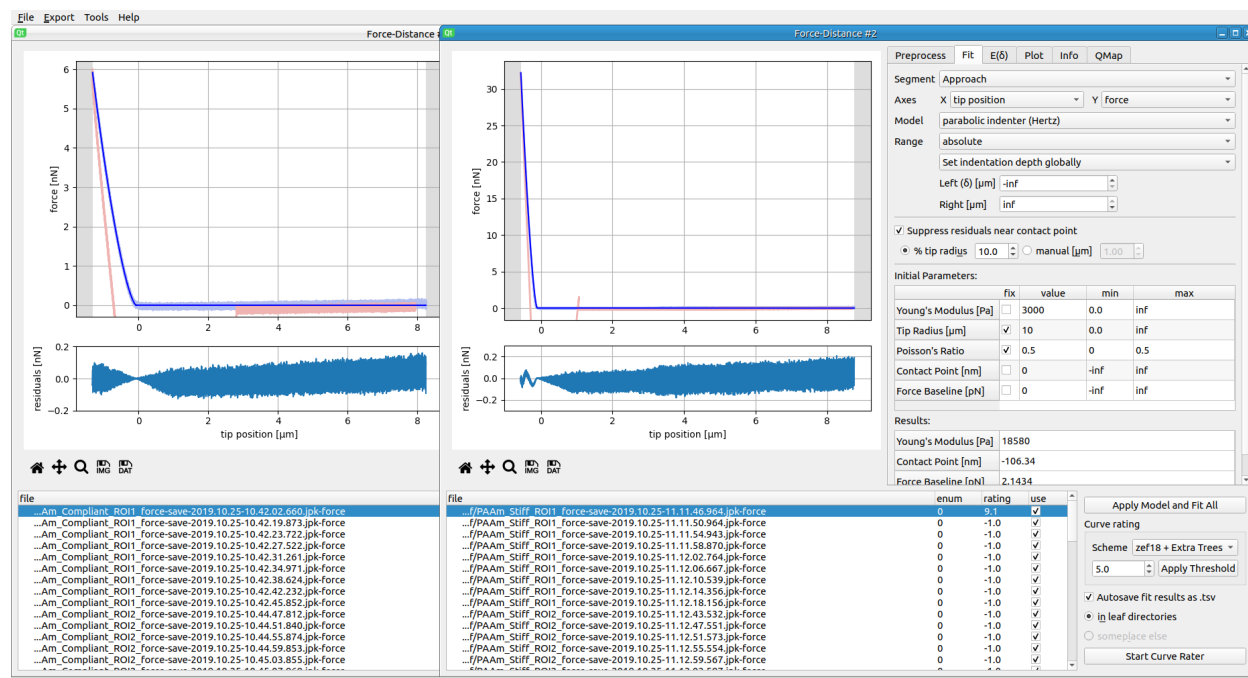 File Export Tools Help
Qt Force-Distance #
force [nN]
6
5
4
3
2
1
0
0 2 4 6 8
residuals [nN]
0.2
0.0
−0.2
0 2 4 6 8
tip position [μm]
IMG DAT
file
...Am_Compliant_ROI1_force-save-2019.10.25-10.42.02.660.jpk-force
...Am_Compliant_ROI1_force-save-2019.10.25-10.42.19.873.jpk-force
...Am_Compliant_ROI1_force-save-2019.10.25-10.42.23.722.jpk-force
...Am_Compliant_ROI1_force-save-2019.10.25-10.42.27.522.jpk-force
...Am_Compliant_ROI1_force-save-2019.10.25-10.42.31.261.jpk-force
...Am_Compliant_ROI1_force-save-2019.10.25-10.42.34.971.jpk-force
...Am_Compliant_ROI1_force-save-2019.10.25-10.42.38.624.jpk-force
...Am_Compliant_ROI1_force-save-2019.10.25-10.42.42.232.jpk-force
...Am_Compliant_ROI1_force-save-2019.10.25-10.42.45.852.jpk-force
...Am_Compliant_ROI2_force-save-2019.10.25-10.44.47.812.jpk-force
...Am_Compliant_ROI2_force-save-2019.10.25-10.44.51.840.jpk-force
...Am_Compliant_ROI2_force-save-2019.10.25-10.44.55.874.jpk-force
...Am_Compliant_ROI2_force-save-2019.10.25-10.44.59.853.jpk-force
...Am_Compliant_ROI2_force-save-2019.10.25-10.45.03.855.jpk-force
Qt Force-Distance #2
force [nN]
30
25
20
15
10
5
0
0 2 4 6 8
residuals [nN]
0.2
0.0
−0.2
0 2 4 6 8
tip position [μm]
IMG DAT
Preprocess Fit E(δ) Plot Info QMap
Segment Approach
Axes X tip position Y force
Model parabolic indenter (Hertz)
Range absolute
Set indentation depth globally
Left (δ) [μm] -inf
Right [μm] inf
Suppress residuals near contact point
% tip radius 10.0 manual [μm] 1.00
Initial Parameters:
fix value min max
Young's Modulus [Pa] 3000 0.0 inf
Tip Radius [μm] 10 0.0 inf
Poisson's Ratio 0.5 0 0.5
Contact Point [nm] 0 -inf inf
Force Baseline [pN] 0 -inf inf
Results:
Young's Modulus [Pa] 18580
Contact Point [nm] -106.34
Force Baseline [pN] 2.1434
file enum rating use
...f/PAAm_Stiff_ROI1_force-save-2019.10.25-11.11.46.964.jpk-force 0 9.1
...f/PAAm_Stiff_ROI1_force-save-2019.10.25-11.11.50.964.jpk-force 0 -1.0
...f/PAAm_Stiff_ROI1_force-save-2019.10.25-11.11.54.943.jpk-force 0 -1.0
...f/PAAm_Stiff_ROI1_force-save-2019.10.25-11.11.58.870.jpk-force 0 -1.0
...f/PAAm_Stiff_ROI1_force-save-2019.10.25-11.12.02.764.jpk-force 0 -1.0
...f/PAAm_Stiff_ROI1_force-save-2019.10.25-11.12.06.667.jpk-force 0 -1.0
...f/PAAm_Stiff_ROI1_force-save-2019.10.25-11.12.10.539.jpk-force 0 -1.0
...f/PAAm_Stiff_ROI1_force-save-2019.10.25-11.12.14.356.jpk-force 0 -1.0
...f/PAAm_Stiff_ROI1_force-save-2019.10.25-11.12.18.156.jpk-force 0 -1.0
...f/PAAm_Stiff_ROI2_force-save-2019.10.25-11.12.43.532.jpk-force 0 -1.0
...f/PAAm_Stiff_ROI2_force-save-2019.10.25-11.12.47.551.jpk-force 0 -1.0
...f/PAAm_Stiff_ROI2_force-save-2019.10.25-11.12.51.573.jpk-force 0 -1.0
...f/PAAm_Stiff_ROI2_force-save-2019.10.25-11.12.55.554.jpk-force 0 -1.0
...f/PAAm_Stiff_ROI2_force-save-2019.10.25-11.12.59.567.jpk-force 0 -1.0
Apply Model and Fit All
Curve rating
Scheme zef18 + Extra Trees
5.0 Apply Threshold
Autosave fit results as .tsv
in leaf directories
someplace else
Start Curve Rater